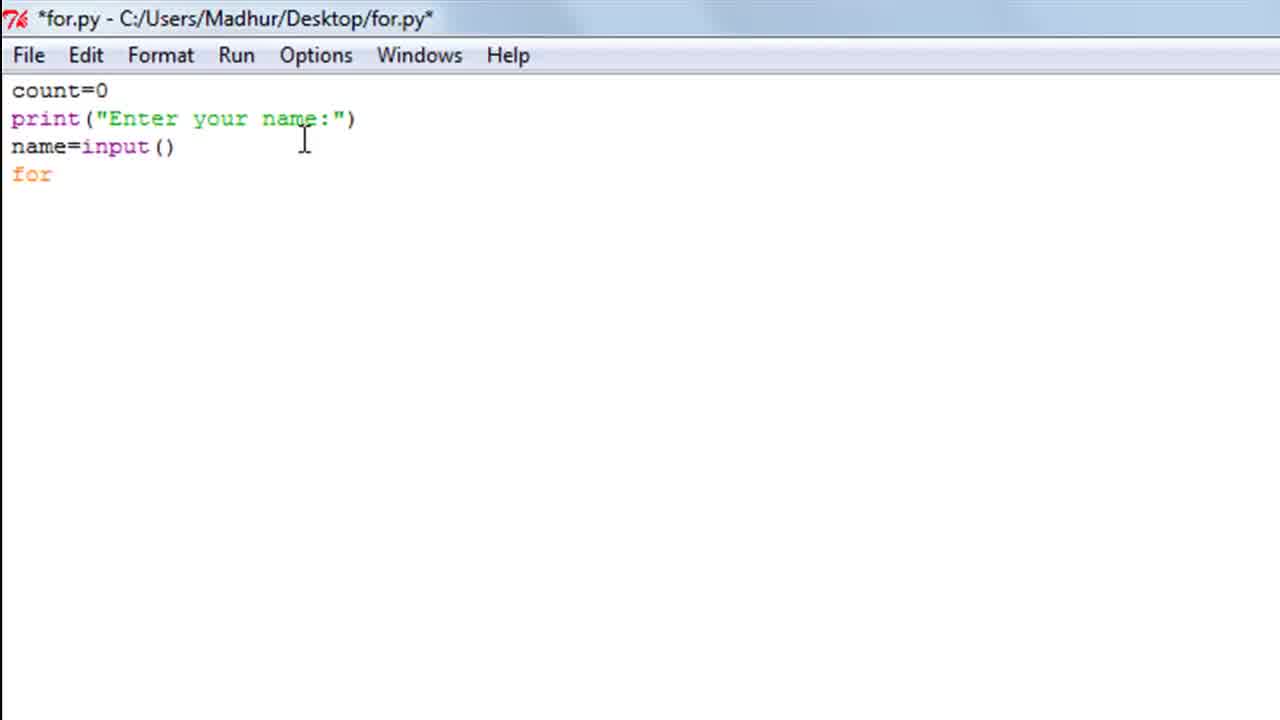 *for.py - C:/Users/Madhur/Desktop/for.py*
File Edit Format Run Options Windows Help
count=0
print("Enter your name:")
name=input()
for